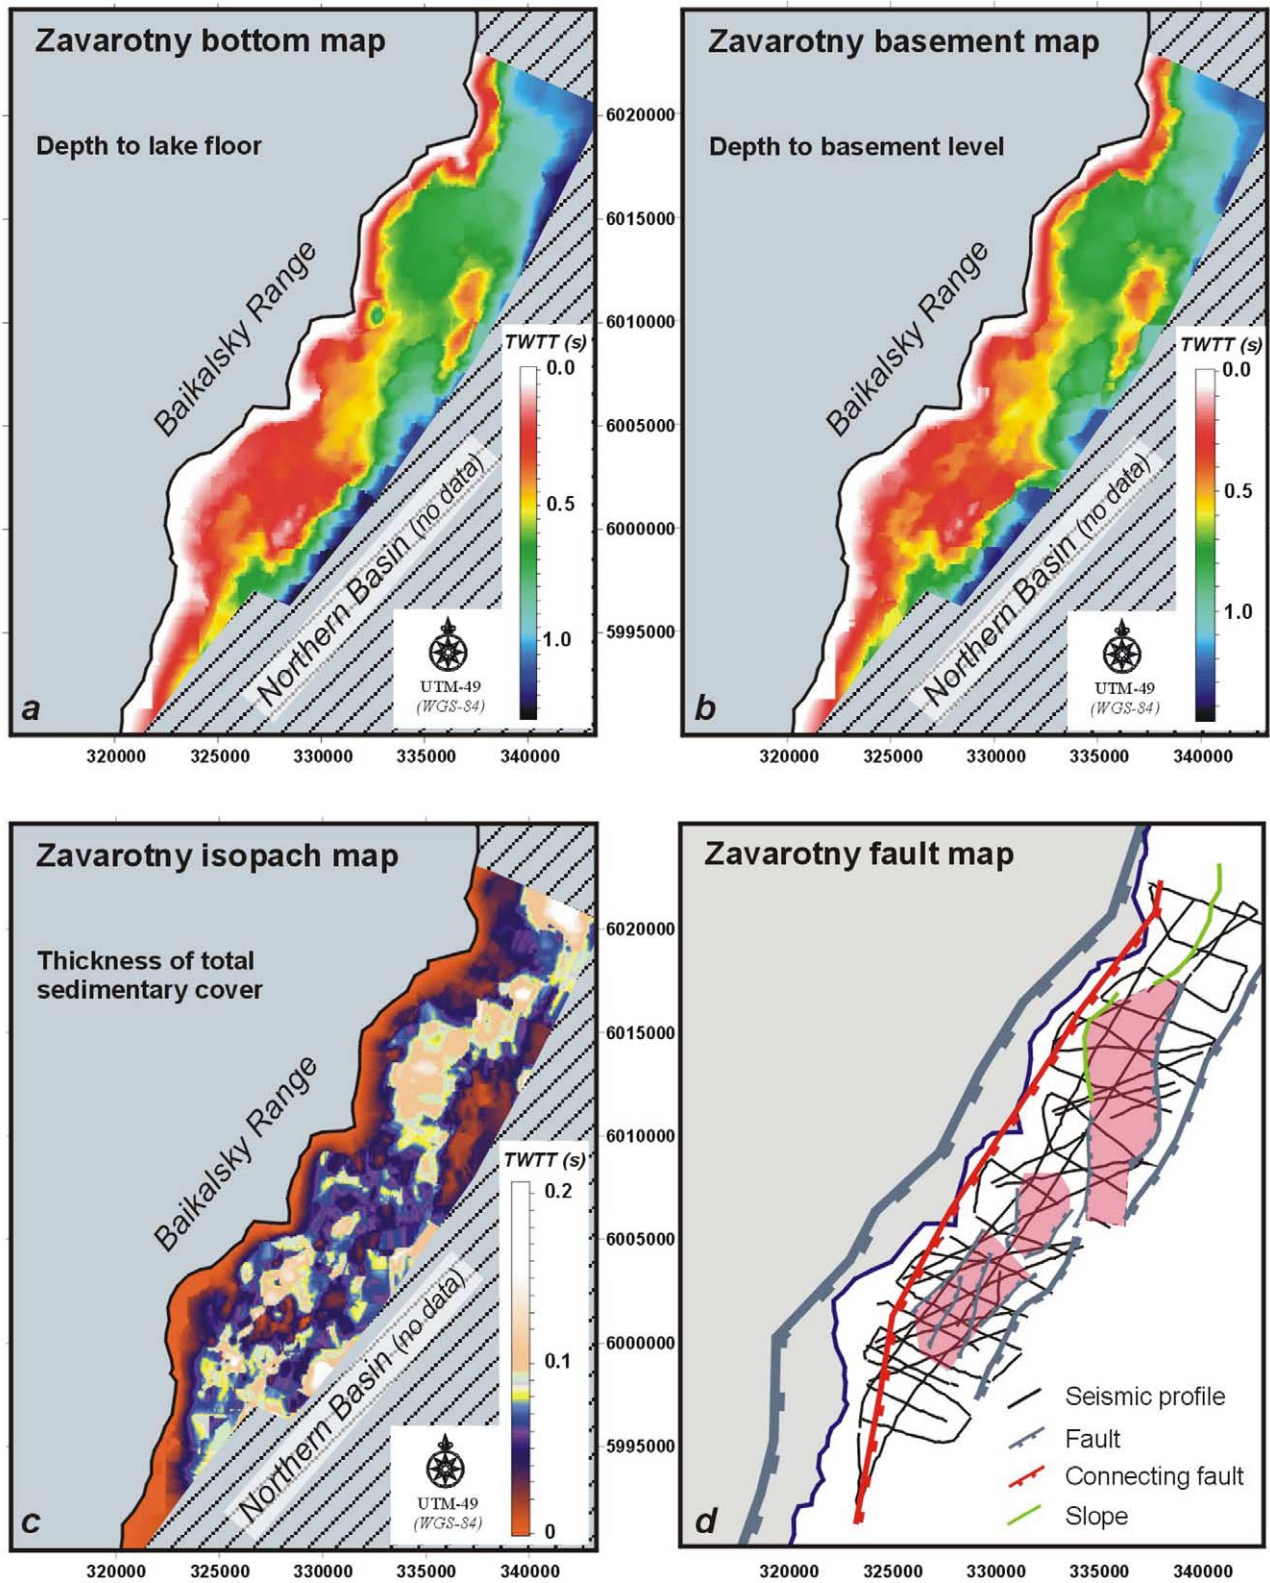 Zavarotny bottom map
Depth to lake floor
Baikalsky Range
TWTT (s)
0.0
0.5
1.0
Northern Basin (no data)
UTM-49
(WGS-84)
a
6020000
6015000
6010000
6005000
6000000
5995000
320000 325000 330000 335000 340000
Zavarotny basement map
Depth to basement level
Baikalsky Range
TWTT (s)
0.0
0.5
1.0
Northern Basin (no data)
UTM-49
(WGS-84)
b
320000 325000 330000 335000 340000
Zavarotny isopach map
Thickness of total
sedimentary cover
Baikalsky Range
TWTT (s)
0.2
0.1
0
Northern Basin (no data)
UTM-49
(WGS-84)
c
6020000
6015000
6010000
6005000
6000000
5995000
320000 325000 330000 335000 340000
Zavarotny fault map
Seismic profile
Fault
Connecting fault
Slope
d
320000 325000 330000 335000 340000